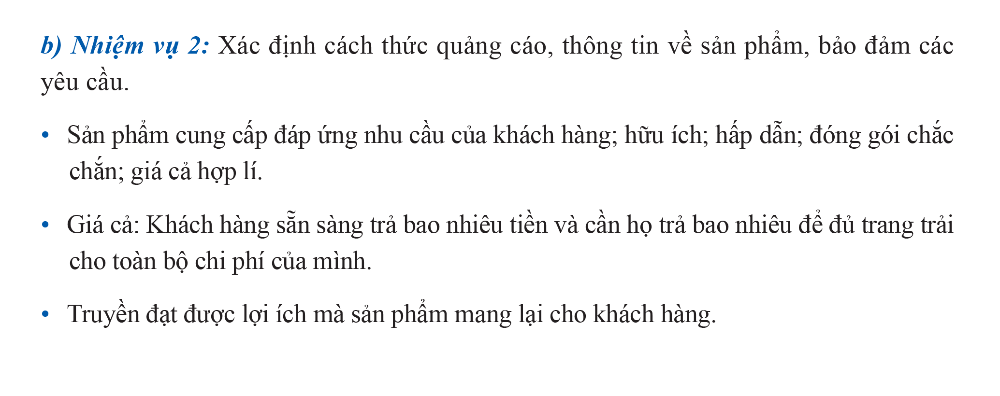 b) Nhiệm vụ 2: Xác định cách thức quảng cáo, thông tin về sản phẩm, bảo đảm các
yêu cầu.
• Sản phẩm cung cấp đáp ứng nhu cầu của khách hàng; hữu ích; hấp dẫn; đóng gói chắc
chắn; giá cả hợp lí.
• Giá cả: Khách hàng sẵn sàng trả bao nhiêu tiền và cần họ trả bao nhiêu để đủ trang trải
cho toàn bộ chi phí của mình.
• Truyền đạt được lợi ích mà sản phẩm mang lại cho khách hàng.